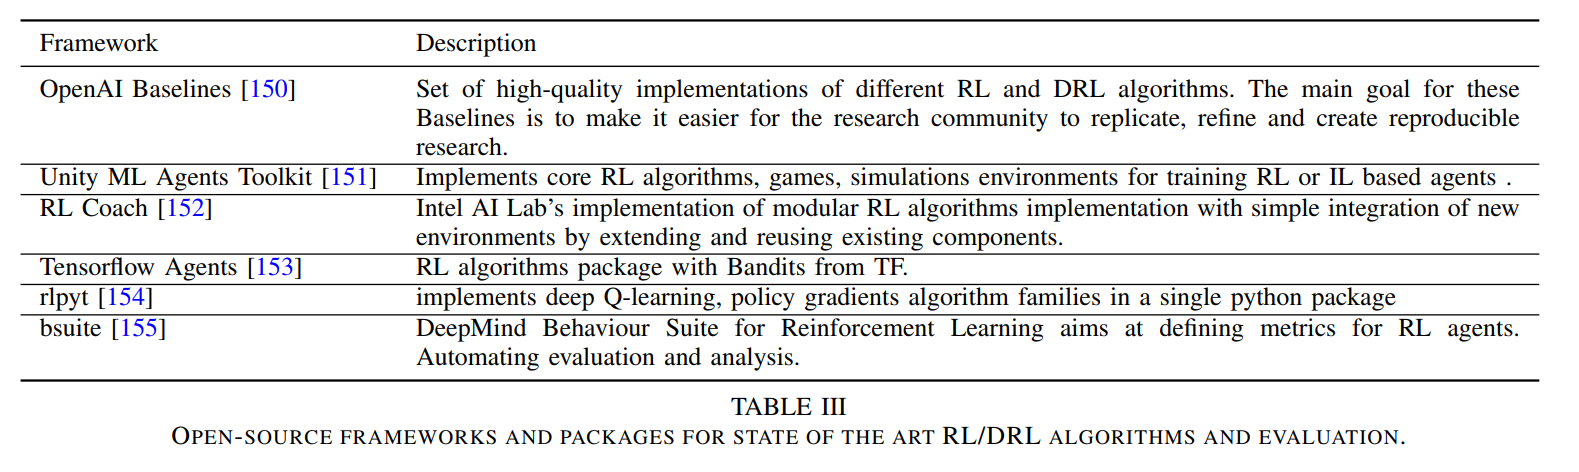 Framework Description
OpenAI Baselines [150] Set of high-quality implementations of different RL and DRL algorithms. The main goal for these
Baselines is to make it easier for the research community to replicate, refine and create reproducible
research.
Unity ML Agents Toolkit [151] Implements core RL algorithms, games, simulations environments for training RL or IL based agents .
RL Coach [152] Intel AI Lab's implementation of modular RL algorithms implementation with simple integration of new
environments by extending and reusing existing components.
Tensorflow Agents [153] RL algorithms package with Bandits from TF.
rlpyt [154] implements deep Q-learning, policy gradients algorithm families in a single python package
bsuite [155] DeepMind Behaviour Suite for Reinforcement Learning aims at defining metrics for RL agents.
Automating evaluation and analysis.
TABLE III
OPEN-SOURCE FRAMEWORKS AND PACKAGES FOR STATE OF THE ART RL/DRL ALGORITHMS AND EVALUATION.